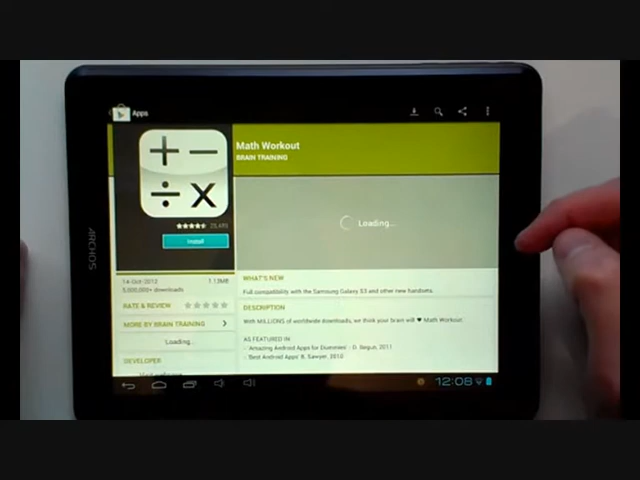 Apps
Math Workout
BRAIN TRAINING
Install
Loading...
14-Oct-2012
1.13MB
5,000,000+ downloads
RATE & REVIEW
MORE BY BRAIN TRAINING
Loading...
DEVELOPER
WHAT'S NEW
Full compatibility with the Samsung Galaxy S3 and other new handsets.
DESCRIPTION
With MILLIONS of worldwide downloads, we think your brain will ♥ Math Workout.
AS FEATURED IN
- 'Amazing Android Apps for Dummies' : D. Begun, 2011
- 'Best Android Apps' B. Sawyer, 2010
12:08
ARCHOS